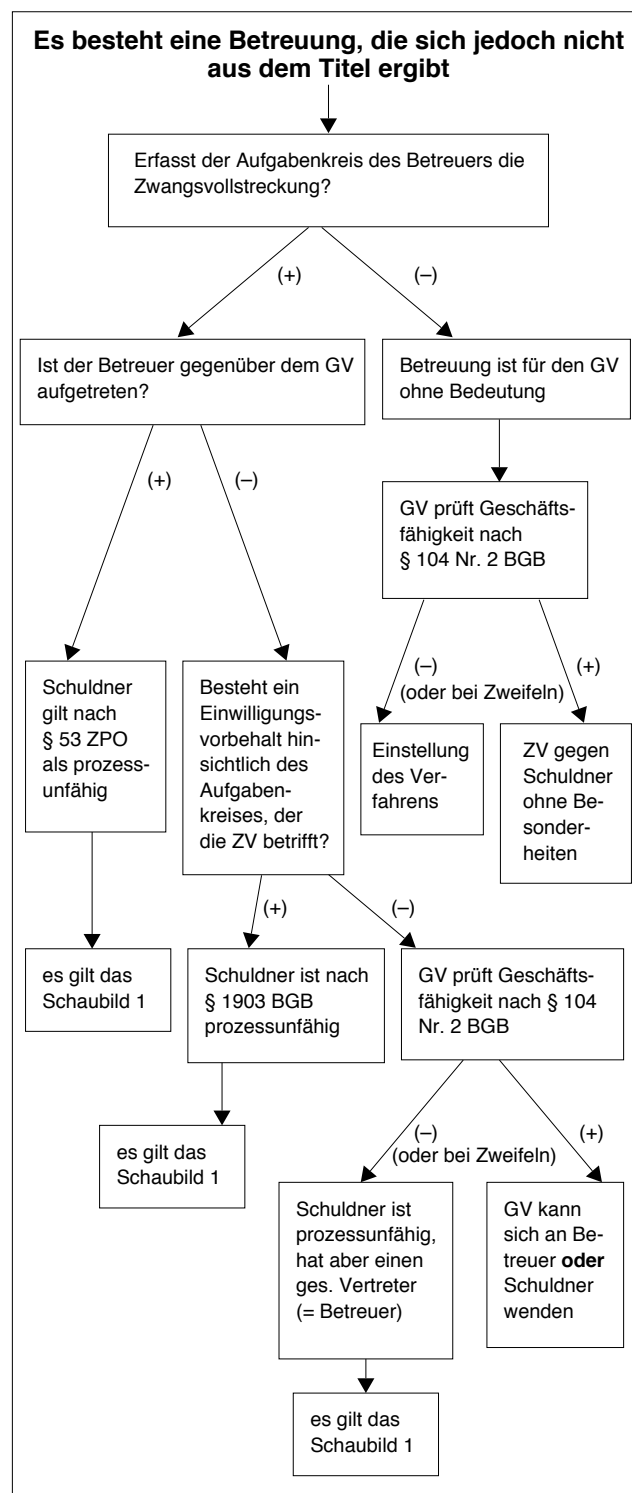 Es besteht eine Betreuung, die sich jedoch nicht
aus dem Titel ergibt
Erfasst der Aufgabenkreis des Betreuers die
Zwangsvollstreckung?
(+)
(–)
Ist der Betreuer gegenüber dem GV
aufgetreten?
Betreuung ist für den GV
ohne Bedeutung
(+)
(–)
GV prüft Geschäfts-
fähigkeit nach
§ 104 Nr. 2 BGB
(–)
(oder bei Zweifeln)
(+)
Schuldner
gilt nach
§ 53 ZPO
als prozess-
unfähig
Besteht ein
Einwilligungs-
vorbehalt hin-
sichtlich des
Aufgaben-
kreises, der
die ZV betrifft?
Einstellung
des Ver-
fahrens
ZV gegen
Schuldner
ohne Be-
sonder-
heiten
(+)
(–)
es gilt das
Schaubild 1
Schuldner ist nach
§ 1903 BGB
prozessunfähig
GV prüft Geschäfts-
fähigkeit nach § 104
Nr. 2 BGB
es gilt das
Schaubild 1
(–)
(oder bei Zweifeln)
(+)
Schuldner ist
prozessunfähig,
hat aber einen
ges. Vertreter
(= Betreuer)
GV kann
sich an Be-
treuer oder
Schuldner
wenden
es gilt das
Schaubild 1